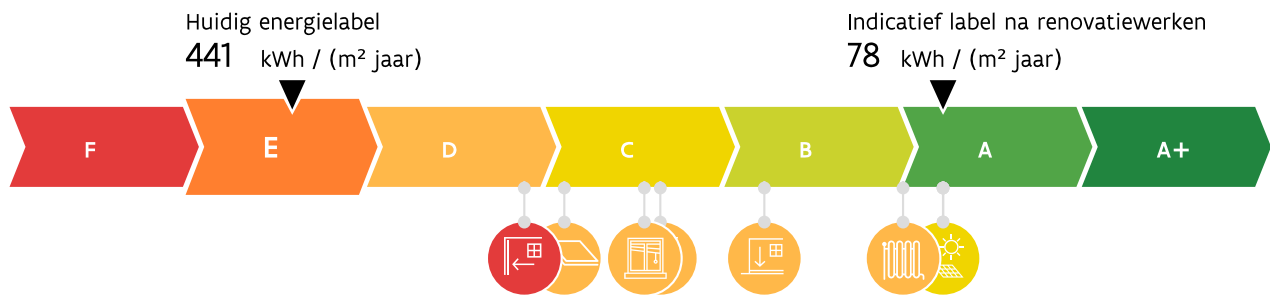 Huidig energielabel
441 kWh / (m² jaar)
Indicatief label na renovatiewerken
78 kWh / (m² jaar)
F E D C B A A+